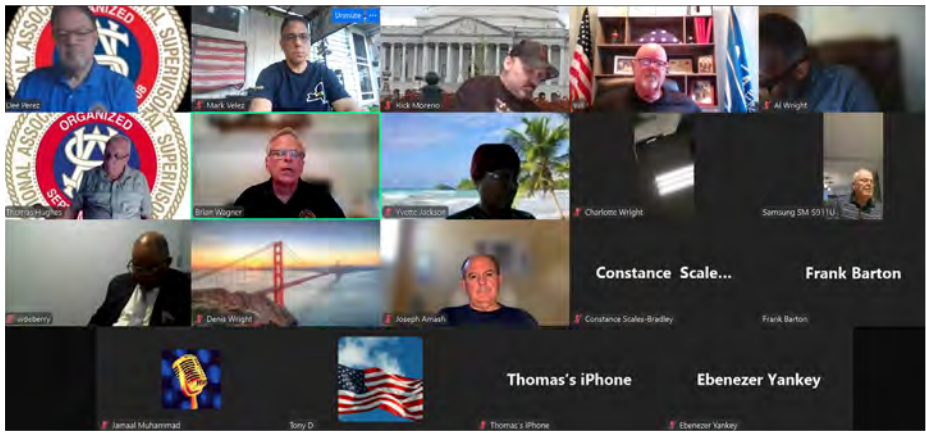 ORGANIZED
Dee Perez
Unmute
Mark Velez
Rick Moreno
Bill
Al Wright
ORGANIZED
Thomas Hughes
Brian Wagner
Yvette Jackson
Charlotte Wright
Samsung SM-S911U
wdeberry
Denis Wright
Joseph Amash
Constance Scale...
Constance Scales-Bradley
Frank Barton
Frank Barton
Jamaal Muhammad
Tony D
Thomas's iPhone
Thomas's iPhone
Ebenezer Yankey
Ebenezer Yankey